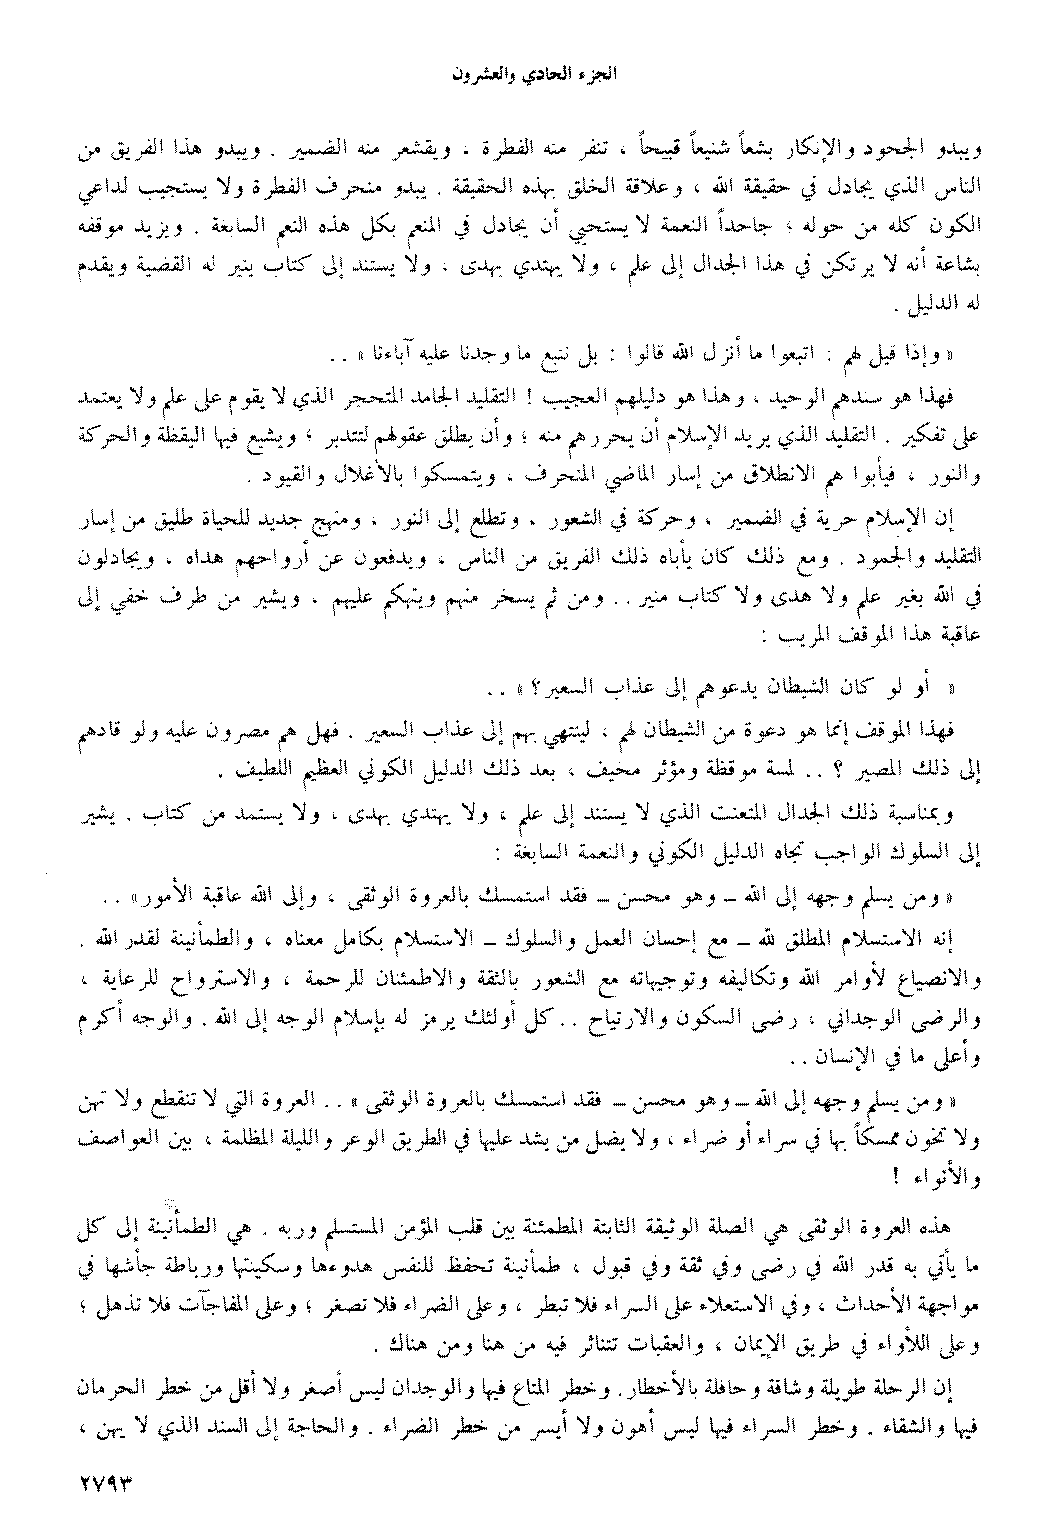 الجزء الحادي والعشرون
ويبدو الجحود والإنكار بشعاً شنيعاً قبيحاً ، تنفر منه الفطرة ، ويقشعر منه الضمير . ويبدو هذا الفريق من
الناس الذي يجادل في حقيقة الله ، وعلاقة الخلق بهذه الحقيقة . يبدو منحرف الفطرة ولا يستجيب لداعي
الكون كله من حوله ؛ جاحداً النعمة لا يستحيي أن يجادل في المنعم بكل هذه النعم السابغة . ويزيد موقفه
بشاعة أنه لا يرتكن في هذا الجدال إلى علم ، ولا يهتدي بهدى ، ولا يستند إلى كتاب ينير له القضية ويقدم
له الدليل .
« وإذا قيل لهم : اتبعوا ما أنزل الله قالوا : بل نتبع ما وجدنا عليه آباءنا » ..
فهذا هو سندهم الوحيد ، وهذا هو دليلهم العجيب ! التقليد الجامد المتحجر الذي لا يقوم على علم ولا يعتمد
على تفكير . التقليد الذي يريد الإسلام أن يحررهم منه ؛ وأن يطلق عقولهم لتتدبر ؛ ويشيع فيها اليقظة والحركة
والنور ، فيأبوا هم الانطلاق من إسار الماضي المنحرف ، ويتمسكوا بالأغلال والقيود .
إن الإسلام حرية في الضمير ، وحركة في الشعور ، وتطلع إلى النور ، ومنهج جديد للحياة طليق من إسار
التقليد والجمود . ومع ذلك كان يأباه ذلك الفريق من الناس ، ويدفعون عن أرواحهم هداه ، ويجادلون
في الله بغير علم ولا هدى ولا كتاب منير .. ومن ثم يسخر منهم ويتهكم عليهم ، ويشير من طرف خفي إلى
عاقبة هذا الموقف المريب :
« أو لو كان الشيطان يدعوهم إلى عذاب السعير؟ » ..
فهذا الموقف إنما هو دعوة من الشيطان لهم ، لينتهي بهم إلى عذاب السعير . فهل هم مصرون عليه ولو قادهم
إلى ذلك المصير ؟ .. لمسة موقظة ومؤثر مخيف ، بعد ذلك الدليل الكوني العظيم اللطيف .
وبمناسبة ذلك الجدال المتعنت الذي لا يستند إلى علم ، ولا يهتدي بهدى ، ولا يستمد من كتاب . يشير
إلى السلوك الواجب تجاه الدليل الكوني والنعمة السابغة :
« ومن يسلم وجهه إلى الله – وهو محسن – فقد استمسك بالعروة الوثقى ، وإلى الله عاقبة الأمور» ..
إنه الاستسلام المطلق لله – مع إحسان العمل والسلوك – الاستسلام بكامل معناه ، والطمأنينة لقدر الله .
والانصياع لأوامر الله وتكاليفه وتوجيهاته مع الشعور بالثقة والاطمئنان للرحمة ، والاسترواح للرعاية ،
والرضى الوجداني ، رضى السكون والارتياح .. كل أولئك يرمز له بإسلام الوجه إلى الله . والوجه أكرم
وأعلى ما في الإنسان ..
« ومن يسلم وجهه إلى الله – وهو محسن – فقد استمسك بالعروة الوثقى » .. العروة التي لا تنقطع ولا تهن
ولا تخون ممسكاً بها في سراء أو ضراء ، ولا يضل من يشد عليها في الطريق الوعر والليلة المظلمة ، بين العواصف
والأنواء !
هذه العروة الوثقى هي الصلة الوثيقة الثابتة المطمئنة بين قلب المؤمن المستسلم وربه . هي الطمأنينة إلى كل
ما يأتي به قدر الله في رضى وفي ثقة وفي قبول ، طمأنينة تحفظ للنفس هدوءها وسكينتها ورباطة جأشها في
مواجهة الأحداث ، وفي الاستعلاء على السراء فلا تبطر ، وعلى الضراء فلا تصغر ؛ وعلى المفاجآت فلا تذهل ؛
وعلى اللأواء في طريق الإيمان ، والعقبات تتناثر فيه من هنا ومن هناك .
إن الرحلة طويلة وشاقة وحافلة بالأخطار. وخطر المتاع فيها والوجدان ليس أصغر ولا أقل من خطر الحرمان
فيها والشقاء . وخطر السراء فيها ليس أهون ولا أيسر من خطر الضراء . والحاجة إلى السند الذي لا يهن ،
٢٧٩٣